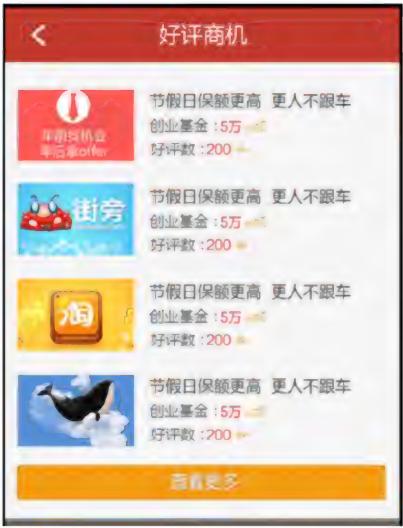 好评商机
年后拿offer
节假日保额更高 更人不跟车
创业基金：5万
好评数：200
街旁
节假日保额更高 更人不跟车
创业基金：5万
好评数：200
淘
节假日保额更高 更人不跟车
创业基金：5万
好评数：200
节假日保额更高 更人不跟车
创业基金：5万
好评数：200
查看更多